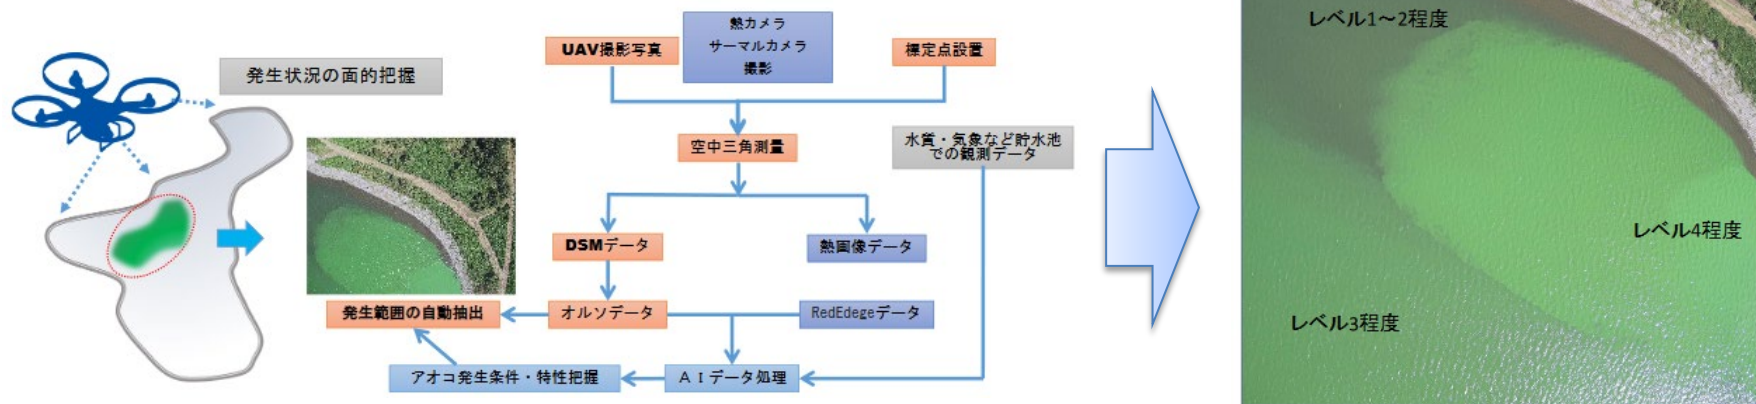 発生状況の面的把握
UAV撮影写真
熱カメラ
サーマルカメラ
撮影
標定点設置
空中三角測量
水質・気象など貯水池
での観測データ
DSMデータ
熱画像データ
発生範囲の自動抽出
オルソデータ
RedEdegeデータ
アオコ発生条件・特性把握
ＡＩデータ処理
レベル1～2程度
レベル4程度
レベル3程度